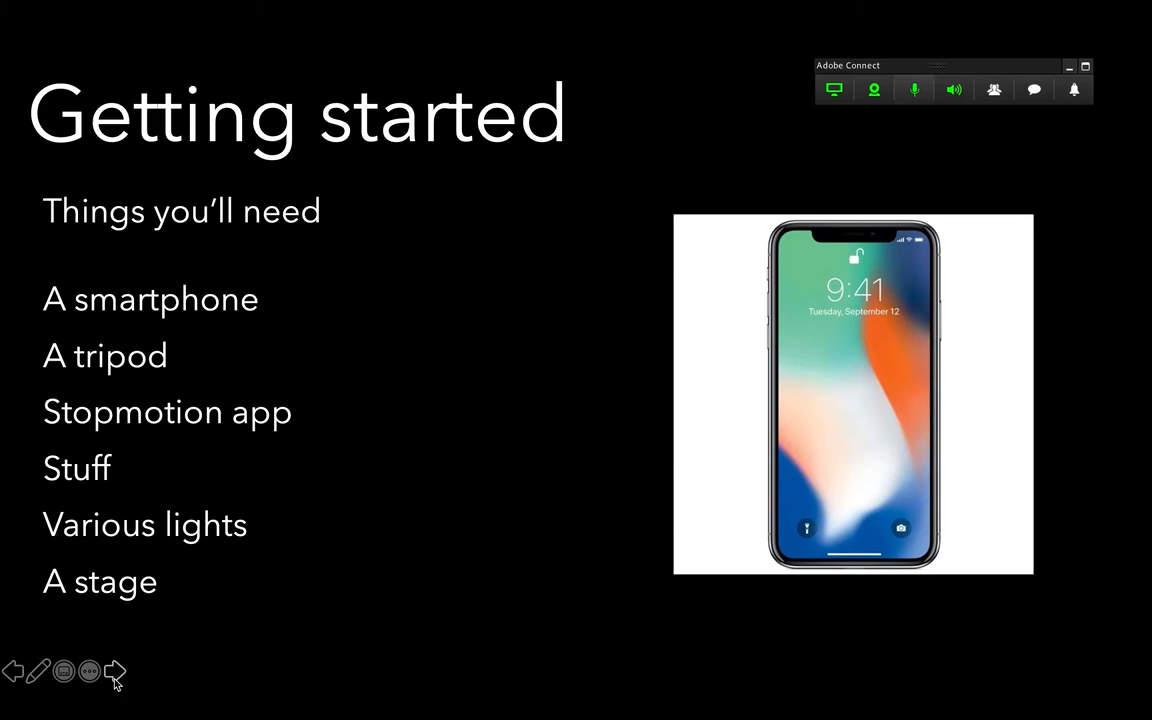 Getting started
Adobe Connect
Things you’ll need
A smartphone
A tripod
Stopmotion app
Stuff
Various lights
A stage
9:41
Tuesday, September 12